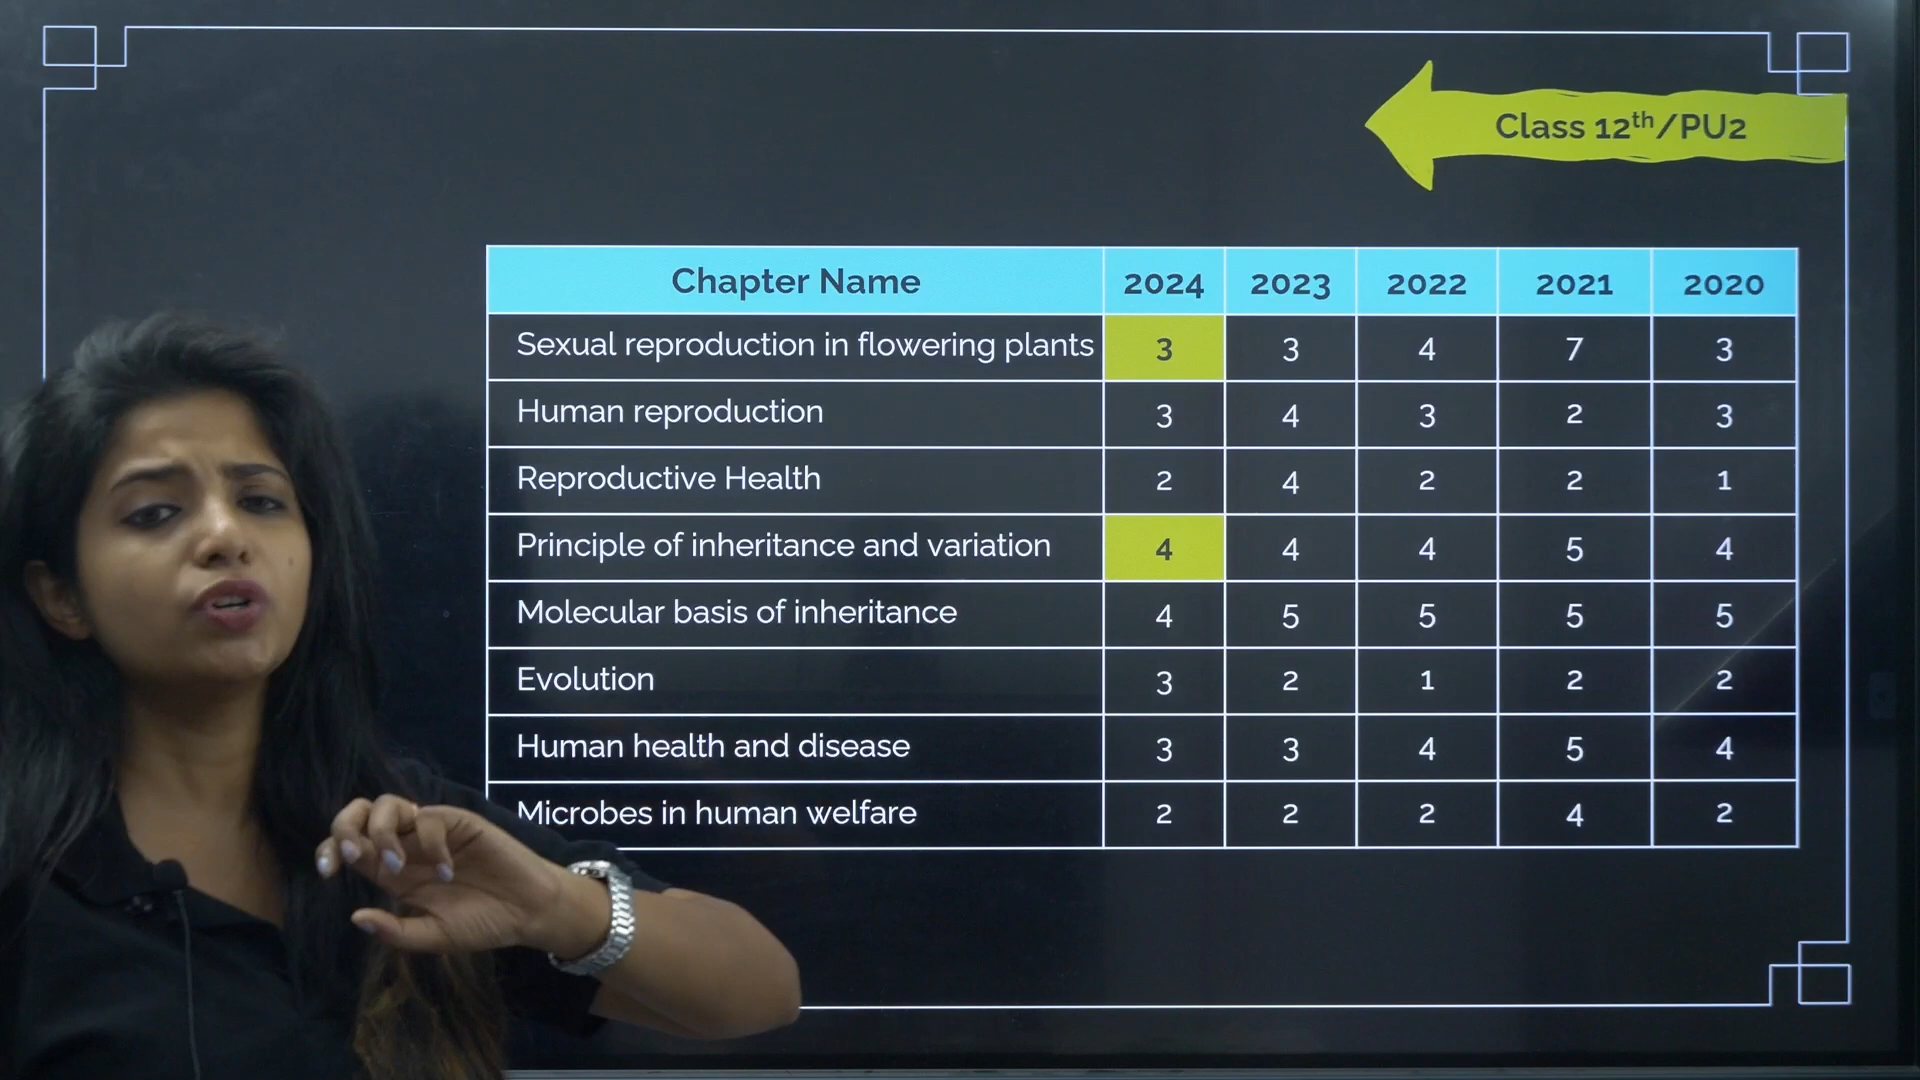 Class 12th/PU2
Chapter Name 2024 2023 2022 2021 2020
Sexual reproduction in flowering plants 3 3 4 7 3
Human reproduction 3 4 3 2 3
Reproductive Health 2 4 2 2 1
Principle of inheritance and variation 4 4 4 5 4
Molecular basis of inheritance 4 5 5 5 5
Evolution 3 2 1 2 2
Human health and disease 3 3 4 5 4
Microbes in human welfare 2 2 2 4 2